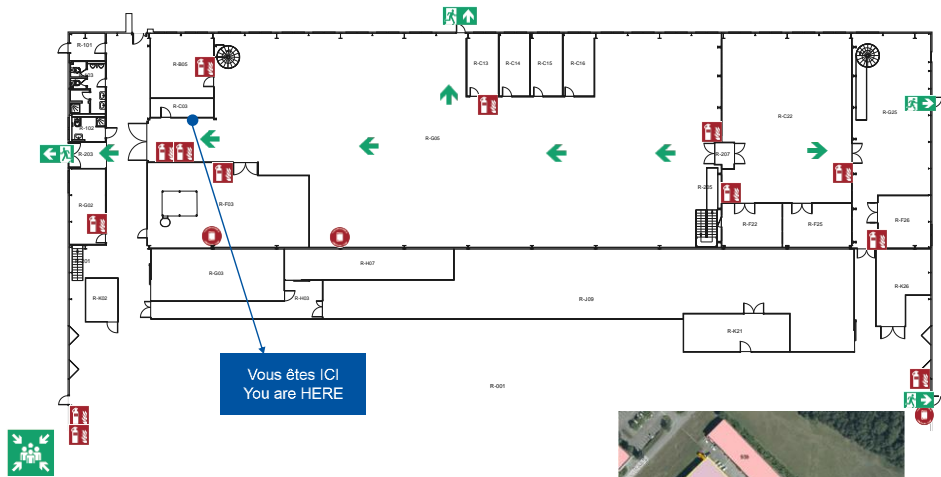 R-101
R-B05
R-C13
R-C14
R-C15
R-C16
R-C03
R-G25
R-C22
R-102
R-G05
R-203
R-207
R-205
R-G02
R-F03
R-F22
R-F25
R-F26
R-G03
R-H07
R-K02
R-H03
R-J09
R-K26
R-K21
Vous êtes ICI
You are HERE
R-001